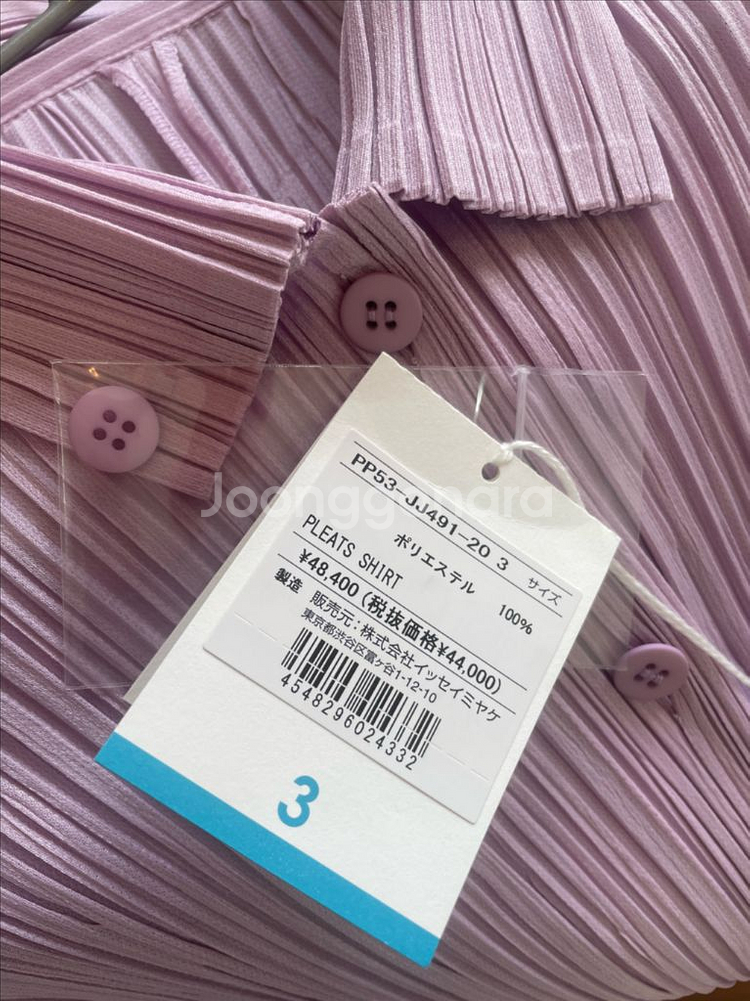 Joonggonara
PP53-JJ491-20 3 サイズ
ポリエステル 100%
PLEATS SHIRT
¥48,400 (税抜価格¥44,000)
製造
販売元:株式会社イッセイミヤケ
東京都渋谷区富ヶ谷1-12-10
4548296024332
3